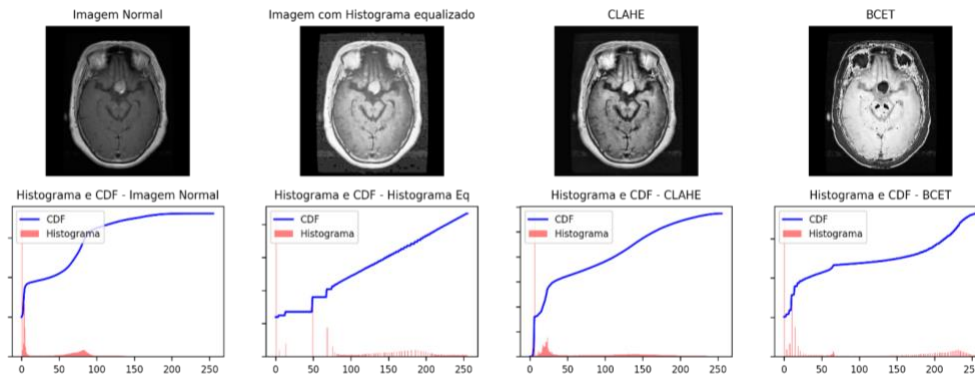 Imagem Normal
Imagem com Histograma equalizado
CLAHE
BCET
Histograma e CDF - Imagem Normal
Histograma e CDF - Histograma Eq
Histograma e CDF - CLAHE
Histograma e CDF - BCET
CDF
Histograma
CDF
Histograma
CDF
Histograma
CDF
Histograma
0 50 100 150 200 250
0 50 100 150 200 250
0 50 100 150 200 250
0 50 100 150 200